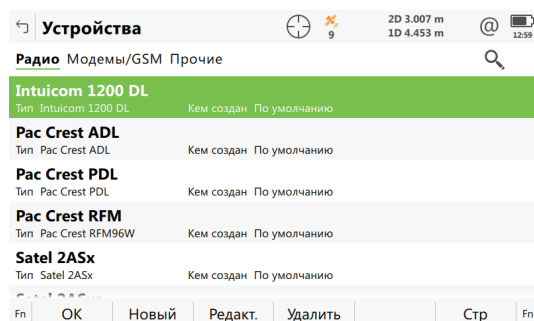 Устройства
9
2D 3.007 m
1D 4.453 m
@
12:59
Радио Модемы/GSM Прочие
Intuicom 1200 DL
Тип Intuicom 1200 DL Кем создан По умолчанию
Pac Crest ADL
Тип Pac Crest ADL Кем создан По умолчанию
Pac Crest PDL
Тип Pac Crest PDL Кем создан По умолчанию
Pac Crest RFM
Тип Pac Crest RFM96W Кем создан По умолчанию
Satel 2ASx
Тип Satel 2ASx Кем создан По умолчанию
Fn ОК Новый Редакт. Удалить Стр Fn